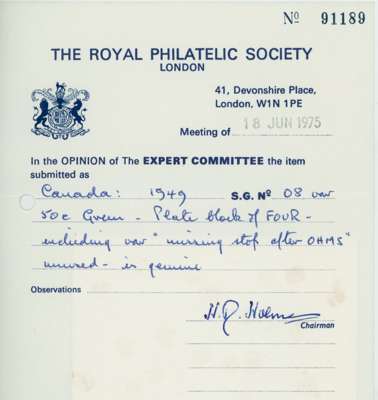 Nº 91189
THE ROYAL PHILATELIC SOCIETY
LONDON
41, Devonshire Place,
London, W1N 1PE
Meeting of 18 JUN 1975
In the OPINION of The EXPERT COMMITTEE the item
submitted as
Canada: 1949 S.G. Nº 08 var
50c Green - Plate block of FOUR -
including var "missing stop after OHMS"
unused - is genuine
Observations
H.R. Holmes
Chairman